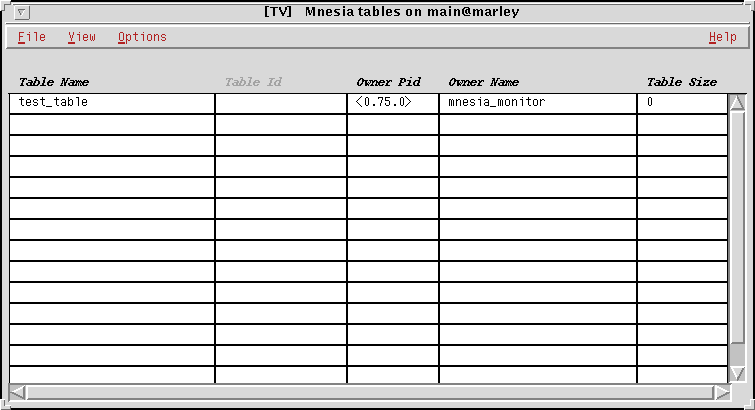 [TV] Mnesia tables on main@marley
File View Options Help
Table Name Table Id Owner Pid Owner Name Table Size
test_table <0.75.0> mnesia_monitor 0